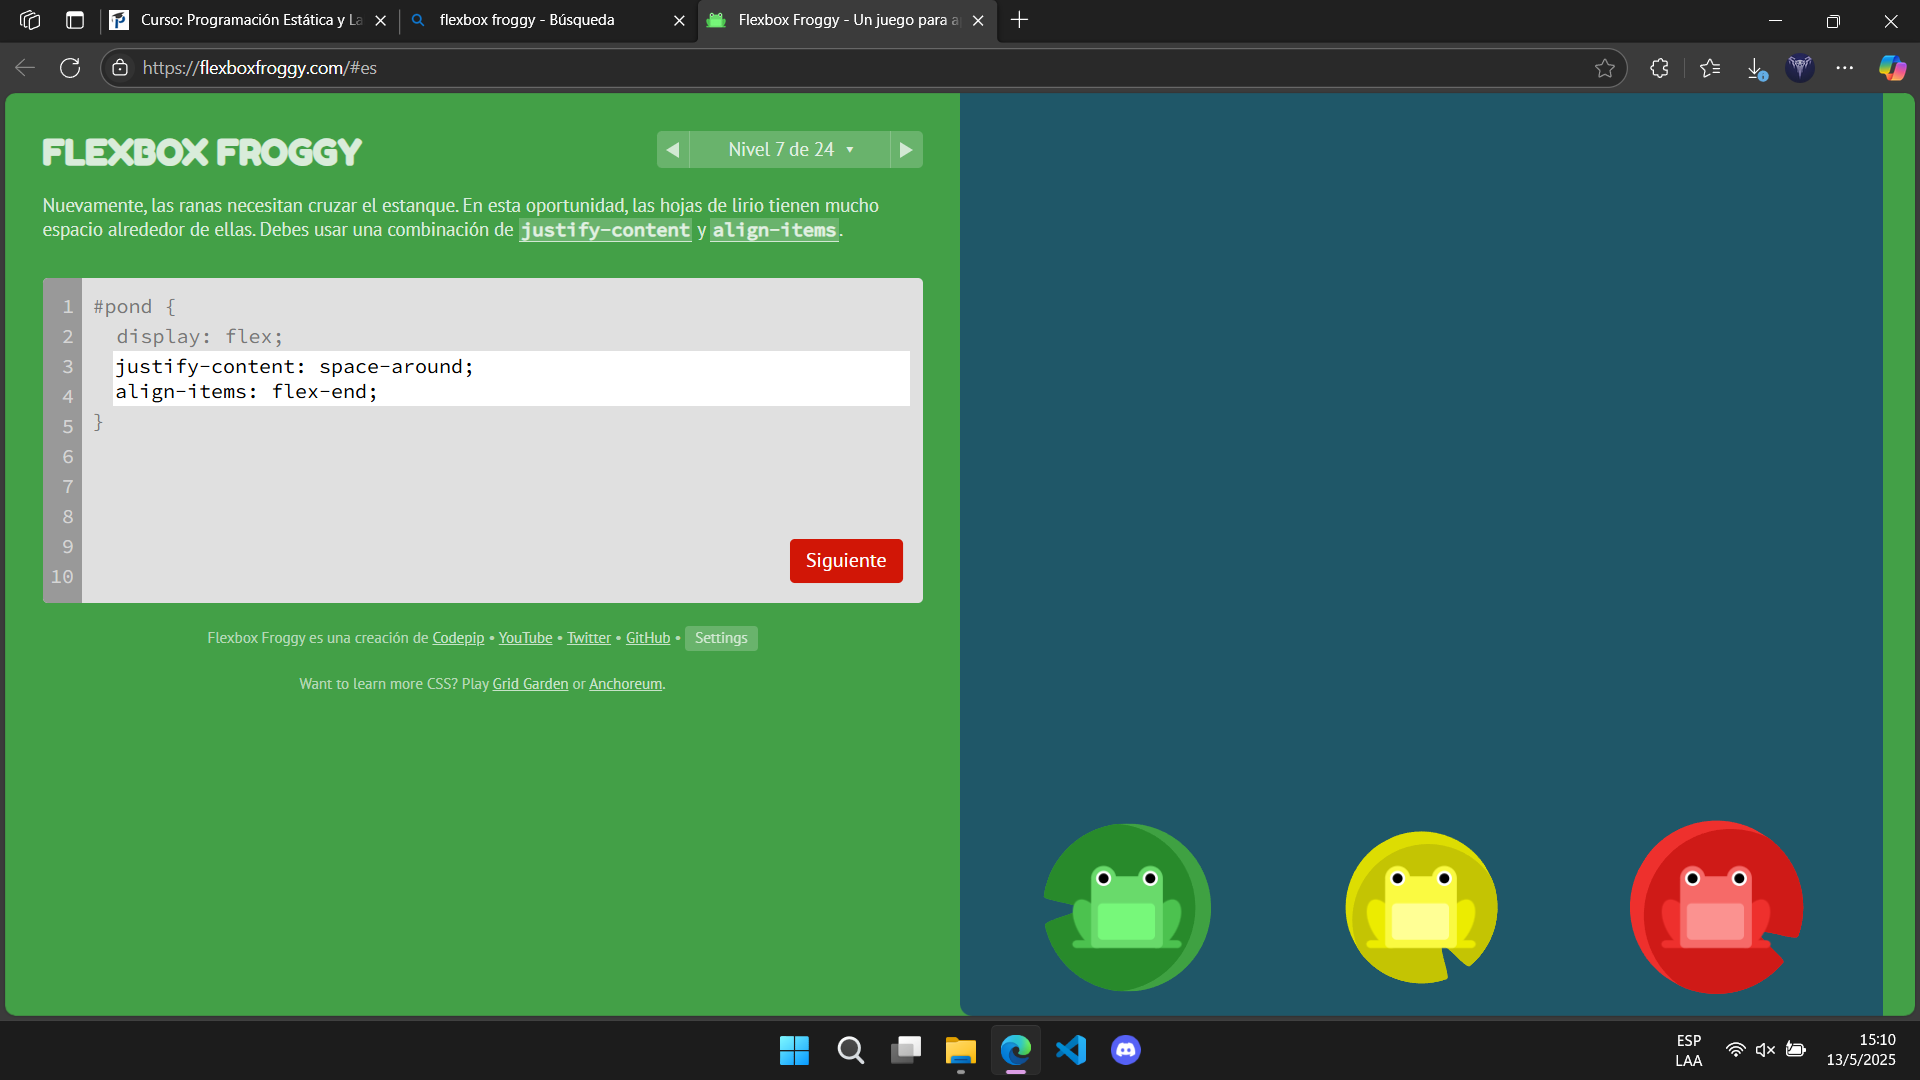 Curso: Programación Estática y La
flexbox froggy - Búsqueda
Flexbox Froggy - Un juego para a
https://flexboxfroggy.com/#es
FLEXBOX FROGGY
Nivel 7 de 24
Nuevamente, las ranas necesitan cruzar el estanque. En esta oportunidad, las hojas de lirio tienen mucho
espacio alrededor de ellas. Debes usar una combinación de justify-content y align-items.
1 #pond {
2 display: flex;
3 justify-content: space-around;
4 align-items: flex-end;
5 }
6
7
8
9
10
Siguiente
Flexbox Froggy es una creación de Codepip • YouTube • Twitter • GitHub • Settings
Want to learn more CSS? Play Grid Garden or Anchoreum.
ESP
LAA
15:10
13/5/2025